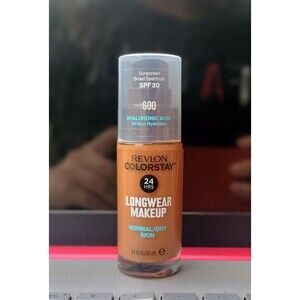 Sunscreen
Broad Spectrum
SPF 20
600
HYALURONIC ACID
24 Hour Hydration
REVLON
COLORSTAY
24
HRS
LONGWEAR
MAKEUP
NORMAL/DRY
SKIN